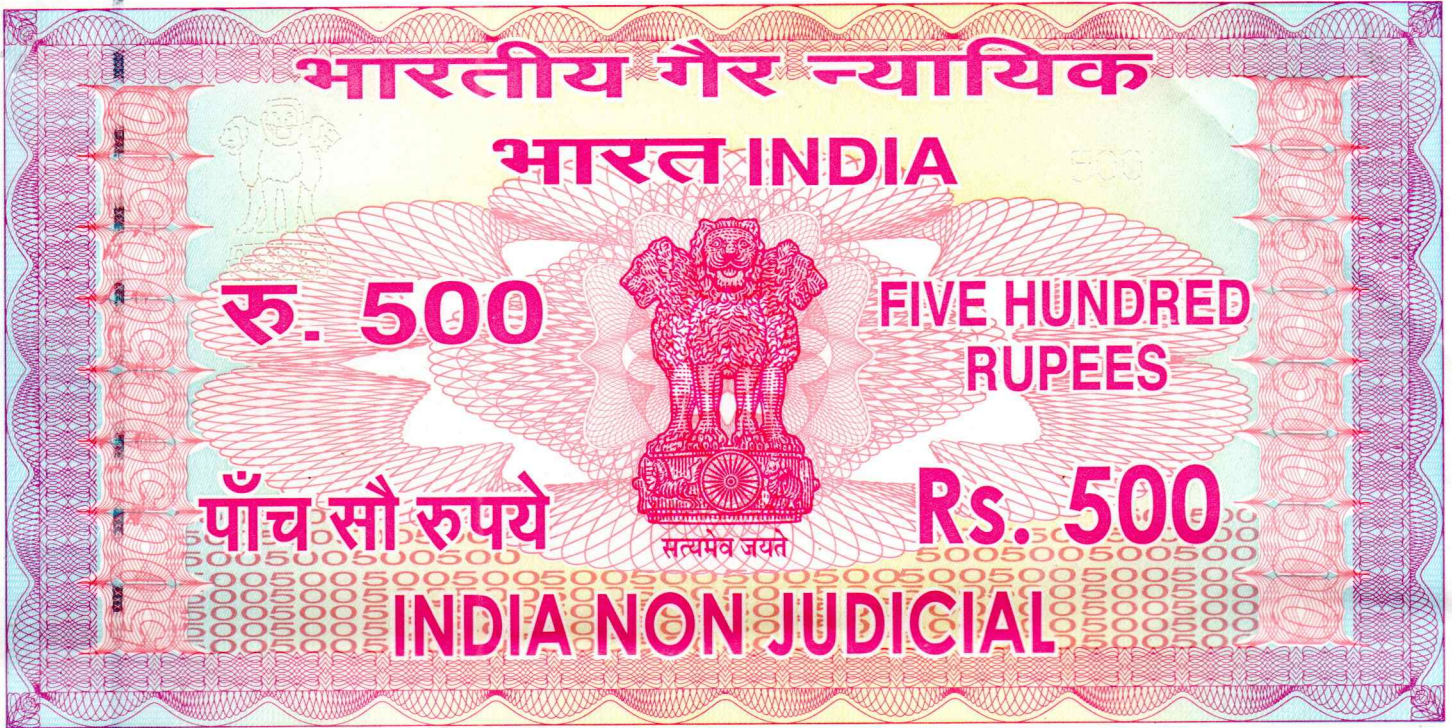 भारतीय गैर न्यायिक
भारत INDIA
रु. 500
FIVE HUNDRED
RUPEES
पाँच सौ रुपये
Rs. 500
सत्यमेव जयते
INDIA NON JUDICIAL